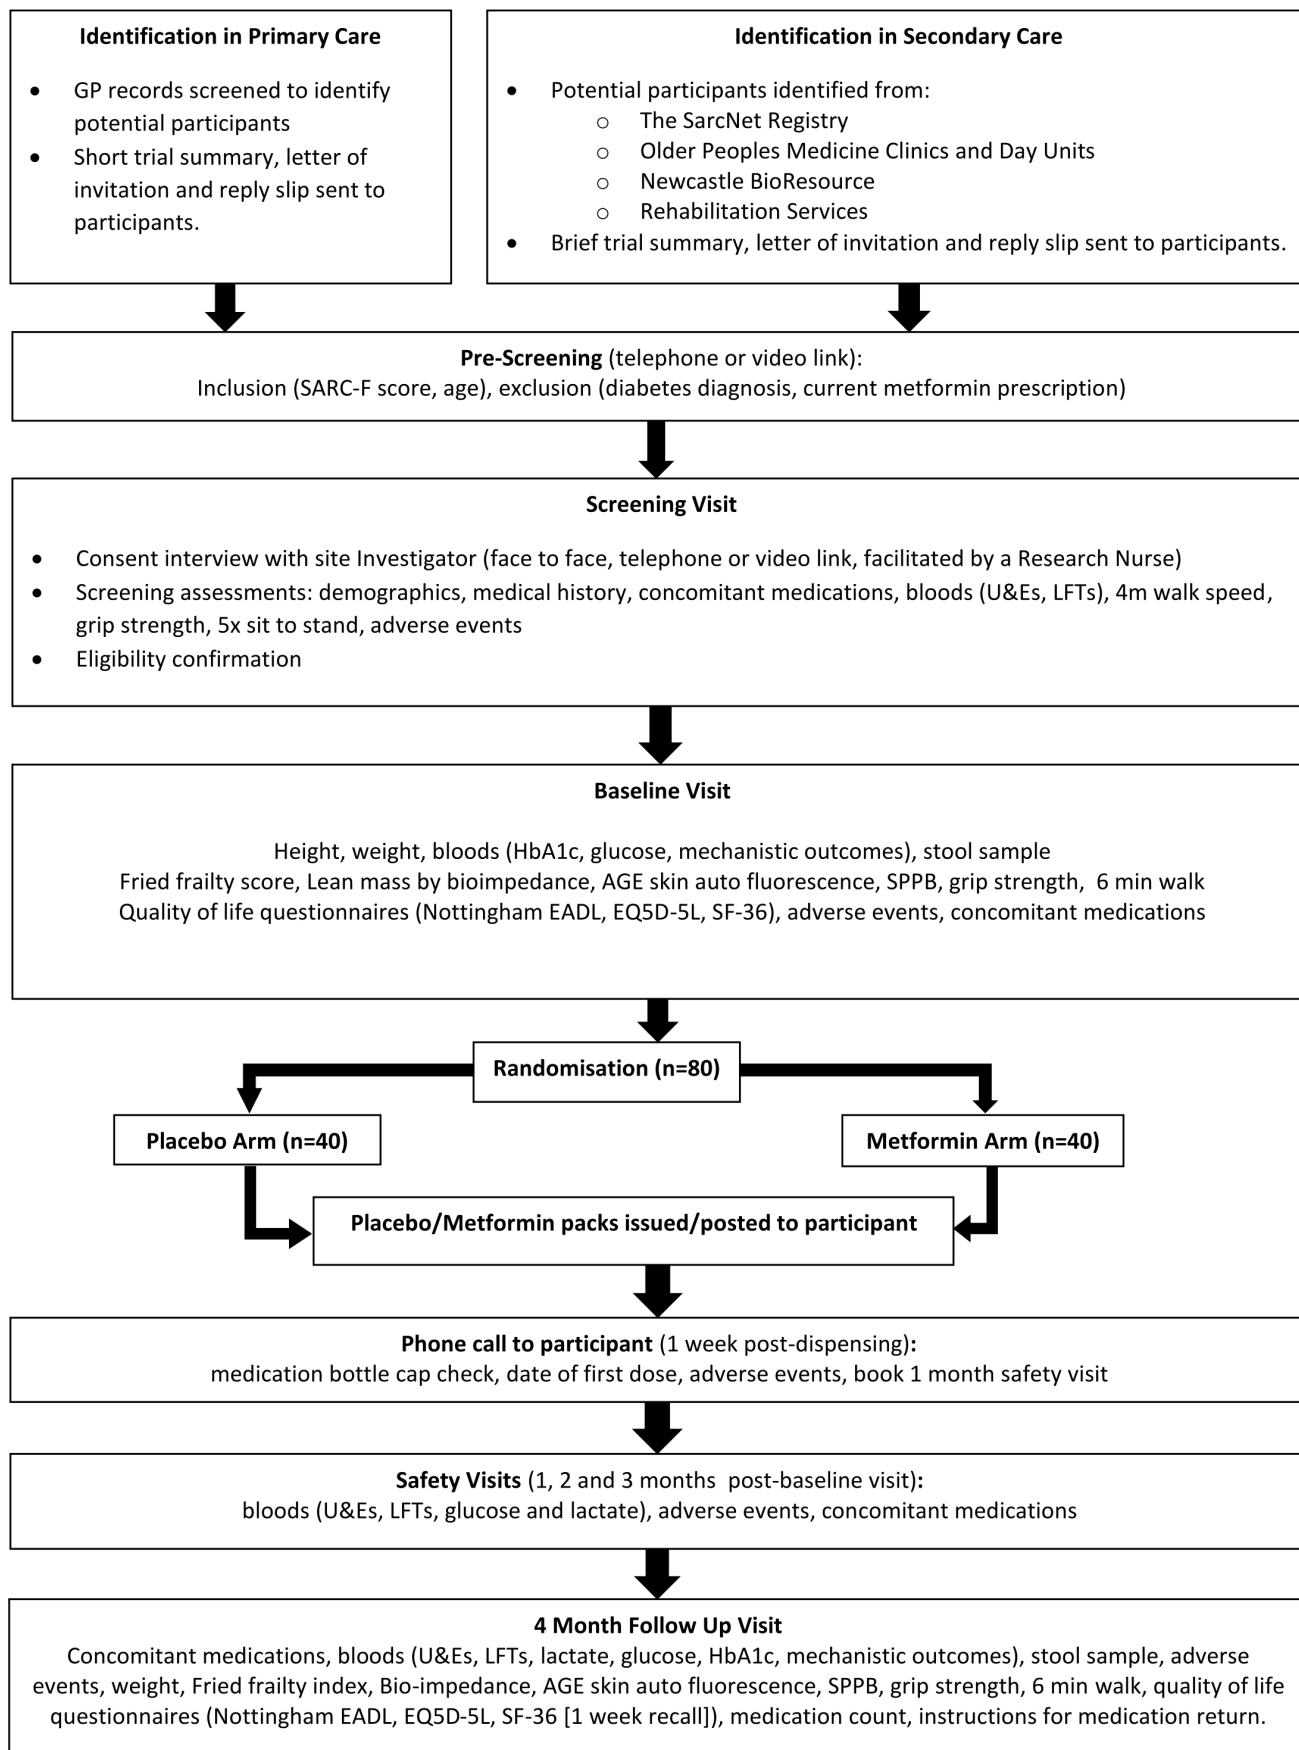 Identification in Primary Care
• GP records screened to identify
potential participants
• Short trial summary, letter of
invitation and reply slip sent to
participants.
Identification in Secondary Care
• Potential participants identified from:
o The SarcNet Registry
o Older Peoples Medicine Clinics and Day Units
o Newcastle BioResource
o Rehabilitation Services
• Brief trial summary, letter of invitation and reply slip sent to participants.
Pre-Screening (telephone or video link):
Inclusion (SARC-F score, age), exclusion (diabetes diagnosis, current metformin prescription)
Screening Visit
• Consent interview with site Investigator (face to face, telephone or video link, facilitated by a Research Nurse)
• Screening assessments: demographics, medical history, concomitant medications, bloods (U&Es, LFTs), 4m walk speed,
grip strength, 5x sit to stand, adverse events
• Eligibility confirmation
Baseline Visit
Height, weight, bloods (HbA1c, glucose, mechanistic outcomes), stool sample
Fried frailty score, Lean mass by bioimpedance, AGE skin auto fluorescence, SPPB, grip strength, 6 min walk
Quality of life questionnaires (Nottingham EADL, EQ5D-5L, SF-36), adverse events, concomitant medications
Randomisation (n=80)
Placebo Arm (n=40)
Metformin Arm (n=40)
Placebo/Metformin packs issued/posted to participant
Phone call to participant (1 week post-dispensing):
medication bottle cap check, date of first dose, adverse events, book 1 month safety visit
Safety Visits (1, 2 and 3 months post-baseline visit):
bloods (U&Es, LFTs, glucose and lactate), adverse events, concomitant medications
4 Month Follow Up Visit
Concomitant medications, bloods (U&Es, LFTs, lactate, glucose, HbA1c, mechanistic outcomes), stool sample, adverse
events, weight, Fried frailty index, Bio-impedance, AGE skin auto fluorescence, SPPB, grip strength, 6 min walk, quality of life
questionnaires (Nottingham EADL, EQ5D-5L, SF-36 [1 week recall]), medication count, instructions for medication return.